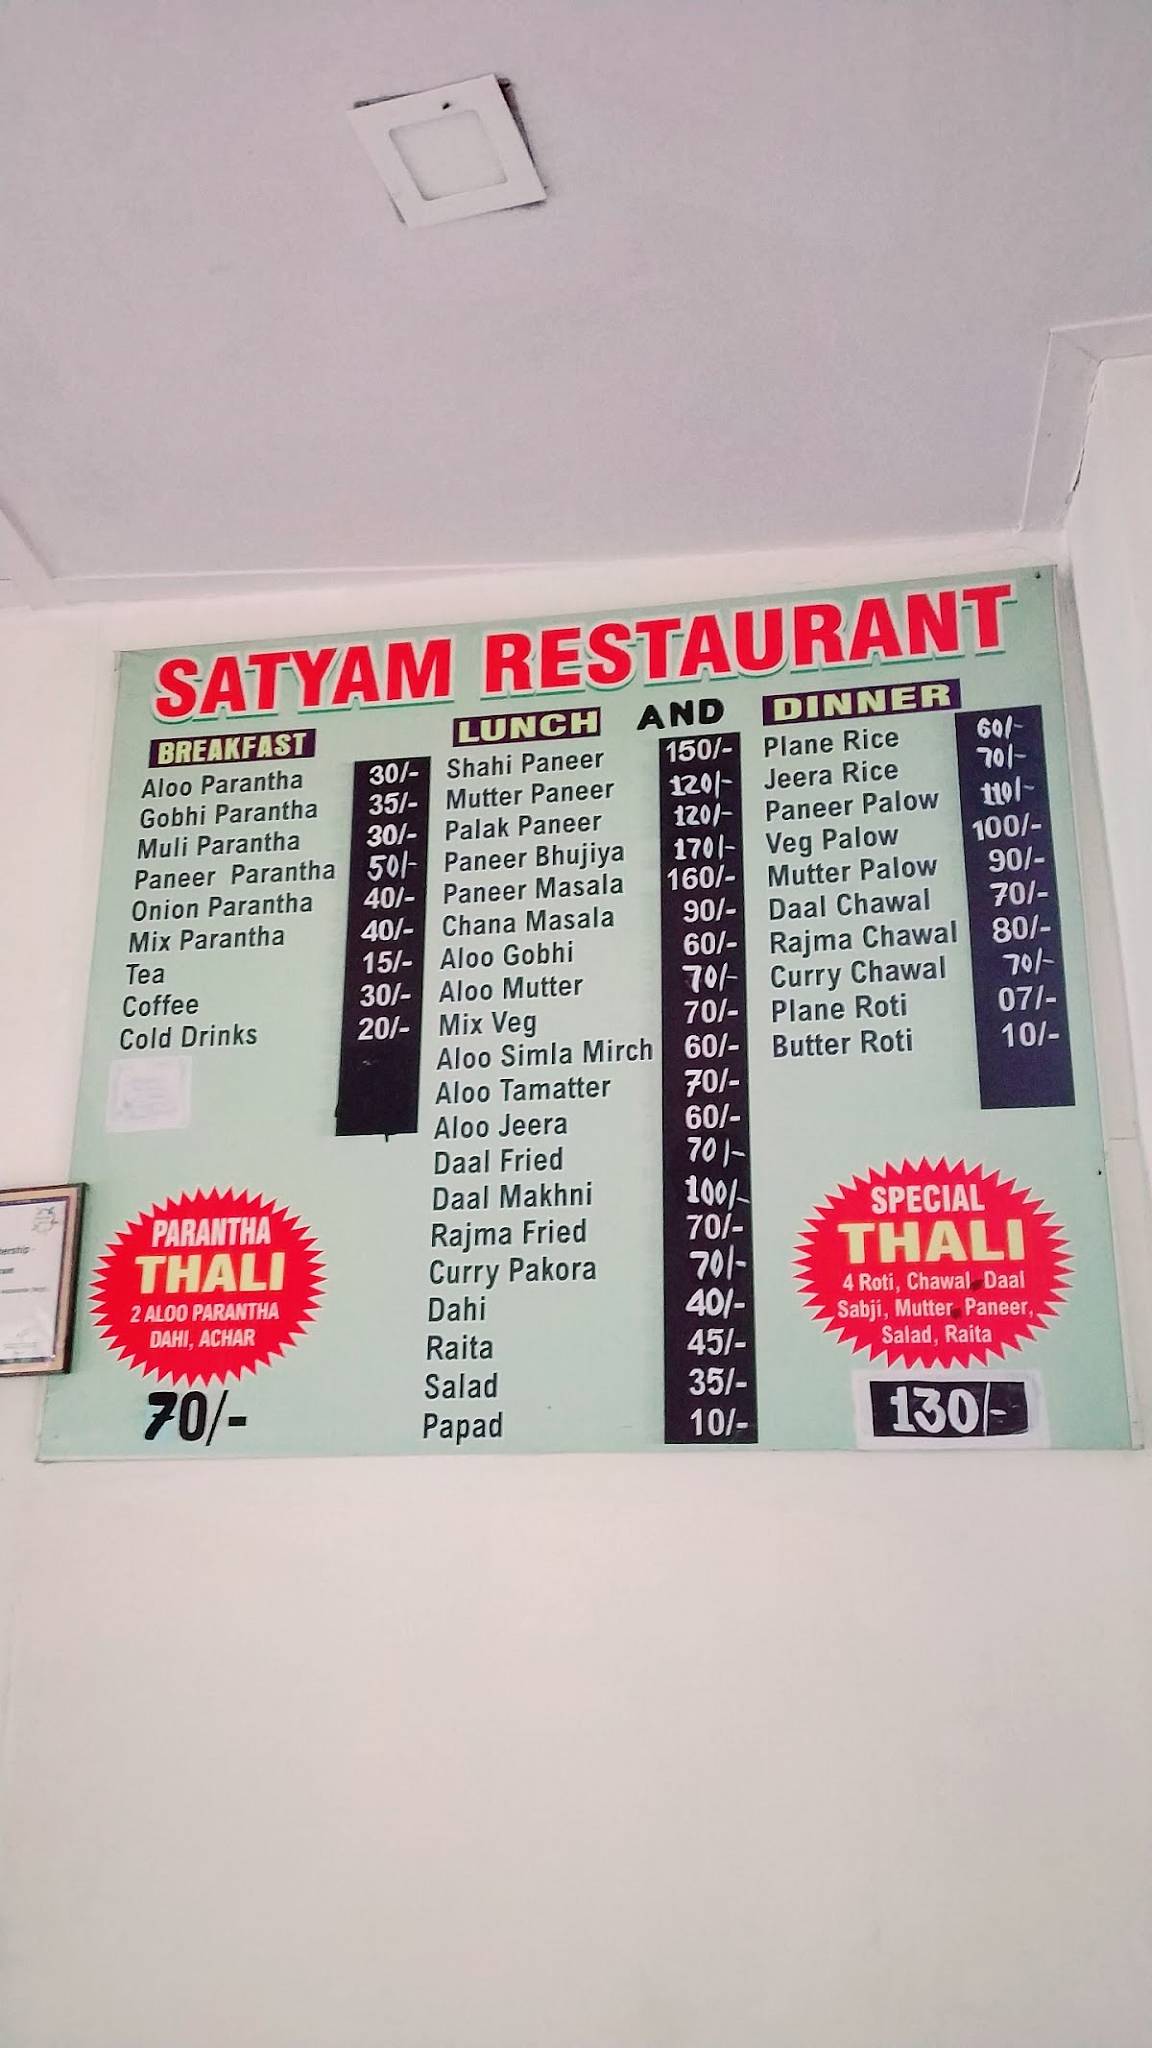 SATYAM RESTAURANT
BREAKFAST
Aloo Parantha 30/-
Gobhi Parantha 35/-
Muli Parantha 30/-
Paneer Parantha 50/-
Onion Parantha 40/-
Mix Parantha 40/-
Tea 15/-
Coffee 30/-
Cold Drinks 20/-
PARANTHA
THALI
2 ALOO PARANTHA
DAHI, ACHAR
70/-
LUNCH AND DINNER
Shahi Paneer 150/-
Mutter Paneer 120/-
Palak Paneer 120/-
Paneer Bhujiya 170/-
Paneer Masala 160/-
Chana Masala 90/-
Aloo Gobhi 60/-
Aloo Mutter 70/-
Mix Veg 70/-
Aloo Simla Mirch 60/-
Aloo Tamatter 70/-
Aloo Jeera 60/-
Daal Fried 70/-
Daal Makhni 100/-
Rajma Fried 70/-
Curry Pakora 70/-
Dahi 40/-
Raita 45/-
Salad 35/-
Papad 10/-
Plane Rice 60/-
Jeera Rice 70/-
Paneer Palow 110/-
Veg Palow 100/-
Mutter Palow 90/-
Daal Chawal 70/-
Rajma Chawal 80/-
Curry Chawal 70/-
Plane Roti 07/-
Butter Roti 10/-
SPECIAL
THALI
4 Roti, Chawal Daal
Sabji, Mutter Paneer,
Salad, Raita
130/-